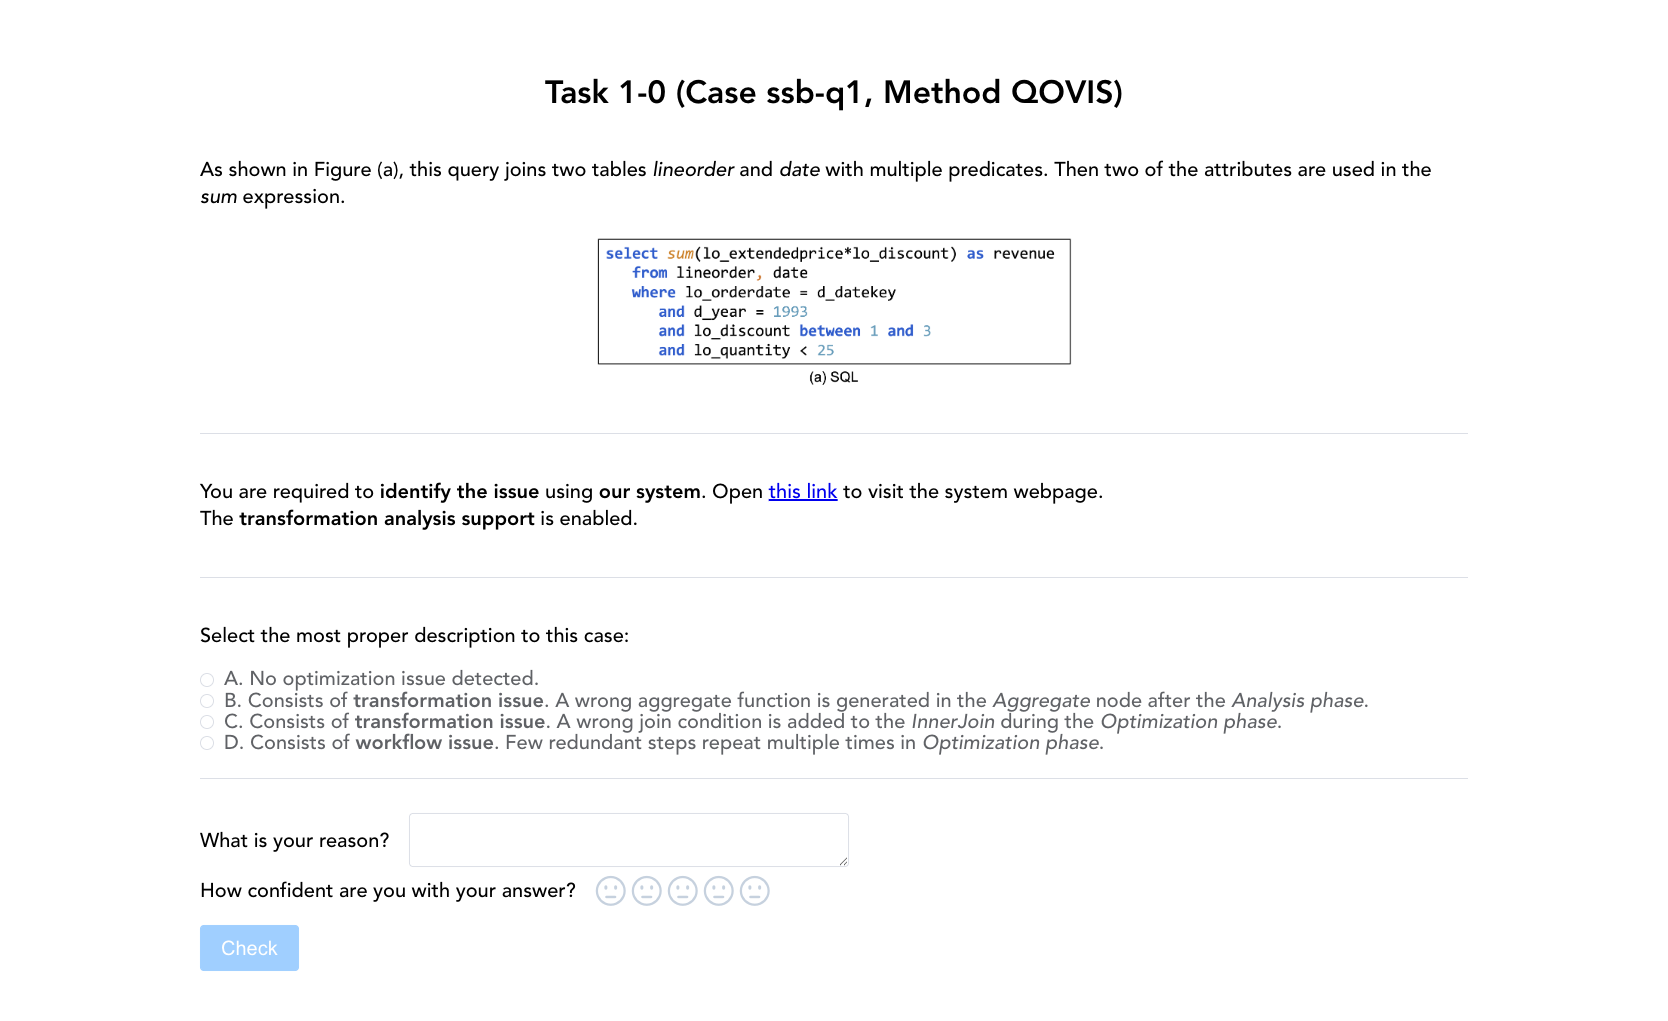 Task 1-0 (Case ssb-q1, Method QOVIS)
As shown in Figure (a), this query joins two tables lineorder and date with multiple predicates. Then two of the attributes are used in the
sum expression.
select sum(lo_extendedprice*lo_discount) as revenue
from lineorder, date
where lo_orderdate = d_datekey
and d_year = 1993
and lo_discount between 1 and 3
and lo_quantity < 25
(a) SQL
You are required to identify the issue using our system. Open this link to visit the system webpage.
The transformation analysis support is enabled.
Select the most proper description to this case:
A. No optimization issue detected.
B. Consists of transformation issue. A wrong aggregate function is generated in the Aggregate node after the Analysis phase.
C. Consists of transformation issue. A wrong join condition is added to the InnerJoin during the Optimization phase.
D. Consists of workflow issue. Few redundant steps repeat multiple times in Optimization phase.
What is your reason?
How confident are you with your answer?
Check